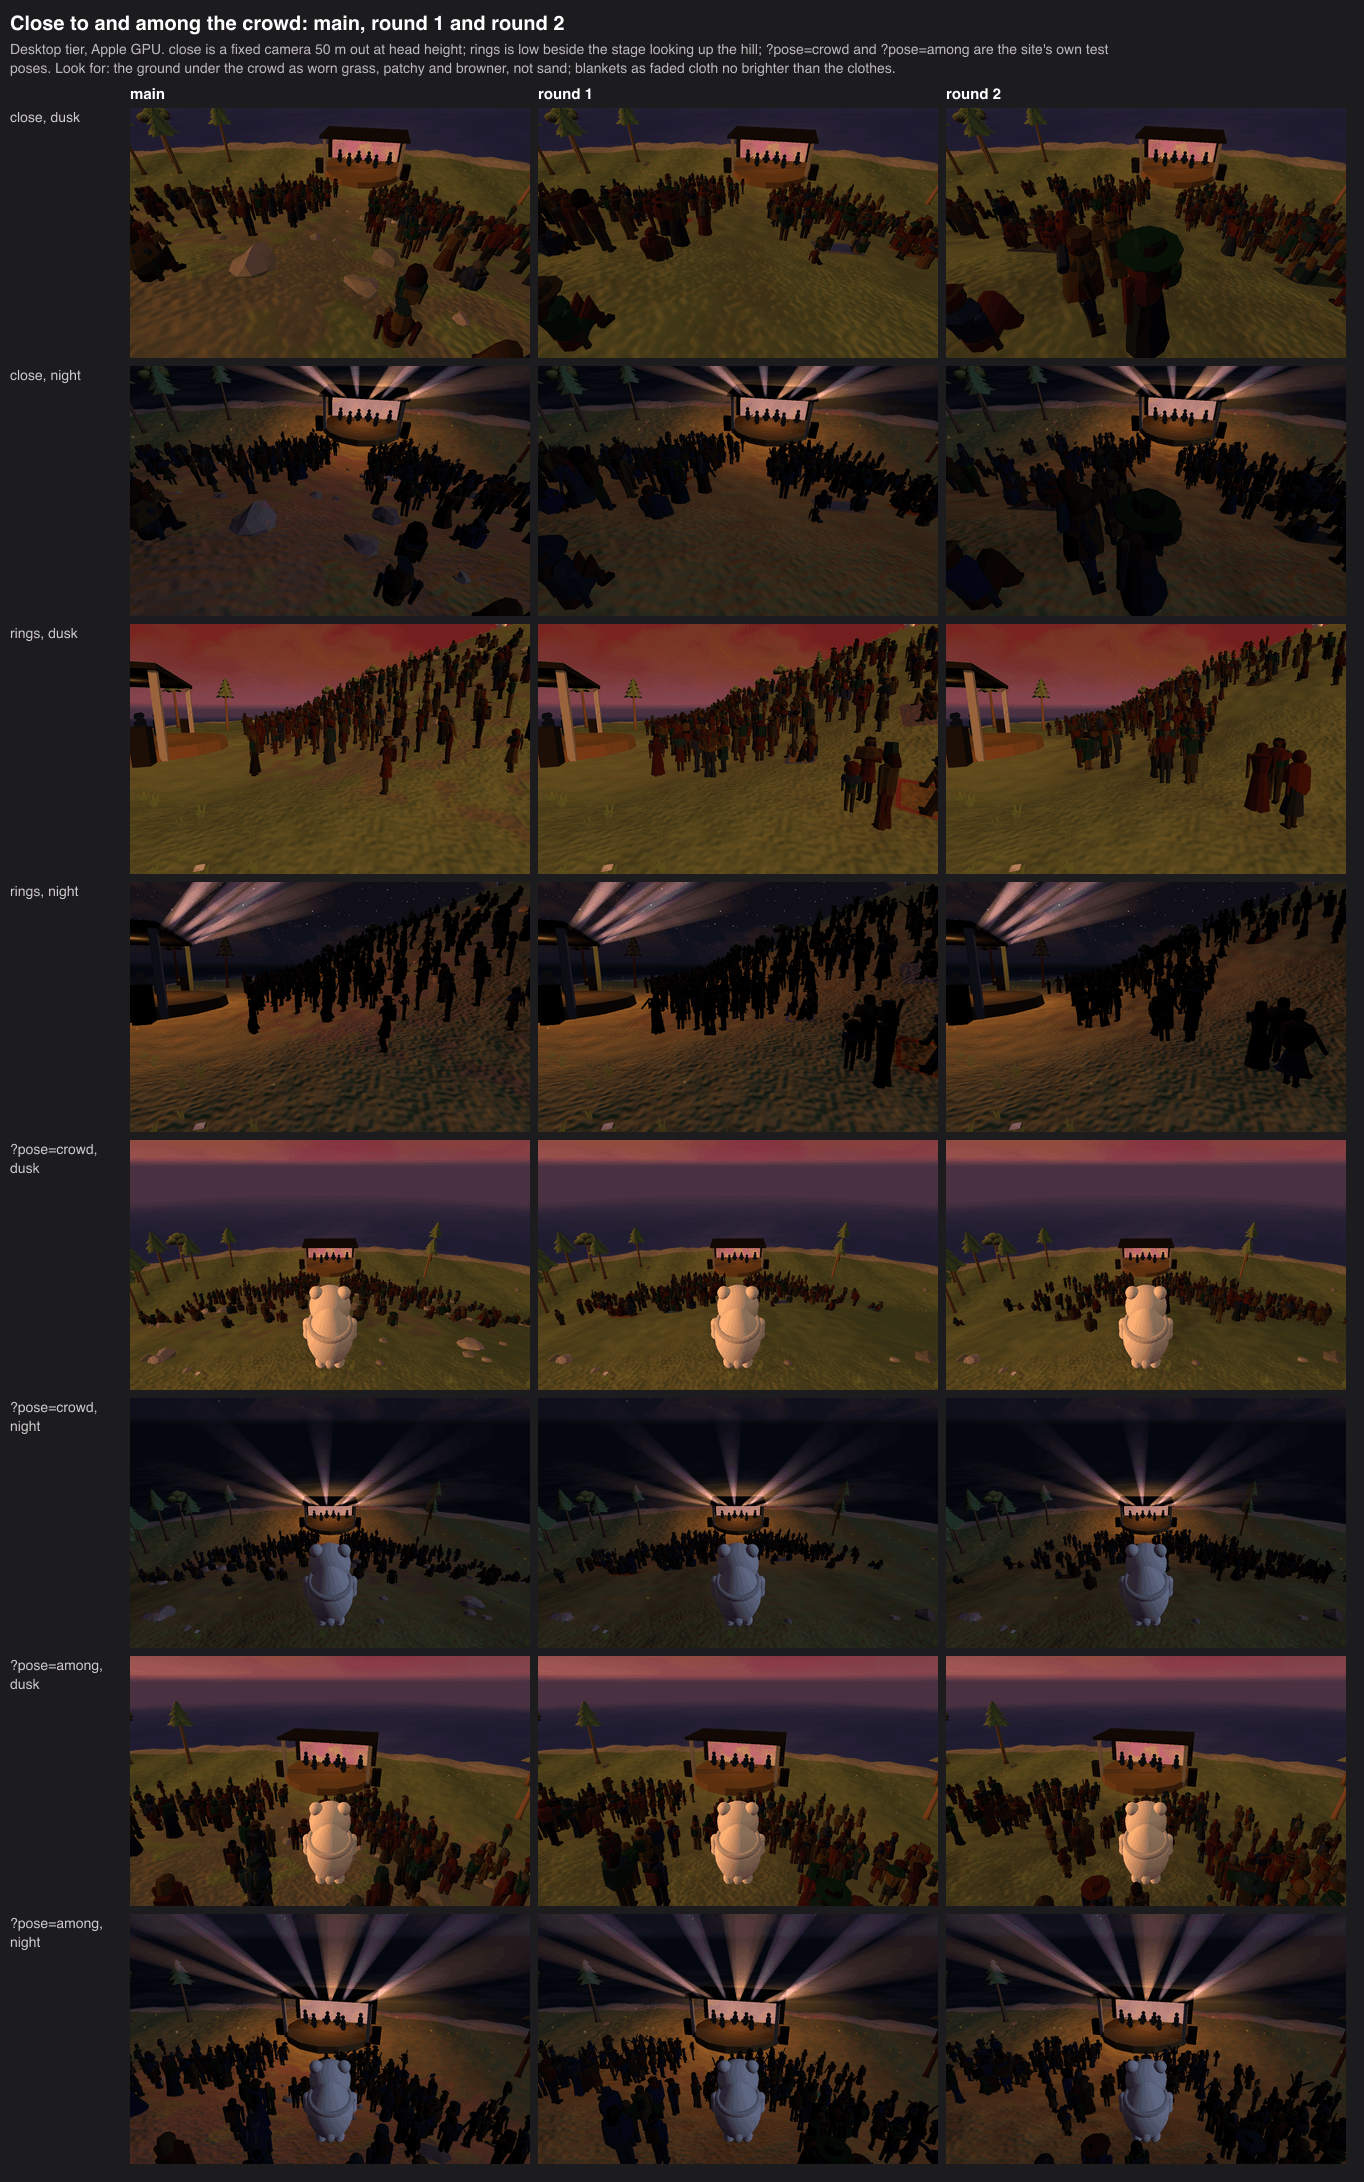 Close to and among the crowd: main, round 1 and round 2
Desktop tier, Apple GPU. close is a fixed camera 50 m out at head height; rings is low beside the stage looking up the hill; ?pose=crowd and ?pose=among are the site's own test
poses. Look for: the ground under the crowd as worn grass, patchy and browner, not sand; blankets as faded cloth no brighter than the clothes.
main round 1 round 2
close, dusk
close, night
rings, dusk
rings, night
?pose=crowd,
dusk
?pose=crowd,
night
?pose=among,
dusk
?pose=among,
night